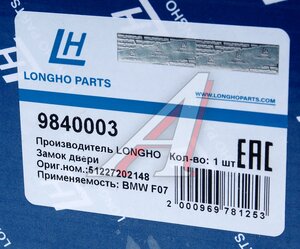 LH
LONGHO PARTS
WWW.LONGHOPARTS.COM
9840003
Производитель LONGHO Кол-во: 1 шт
Замок двери
Ориг.ном.:51227202148
Применяемость: BMW F07
EAC
2 000969 781253